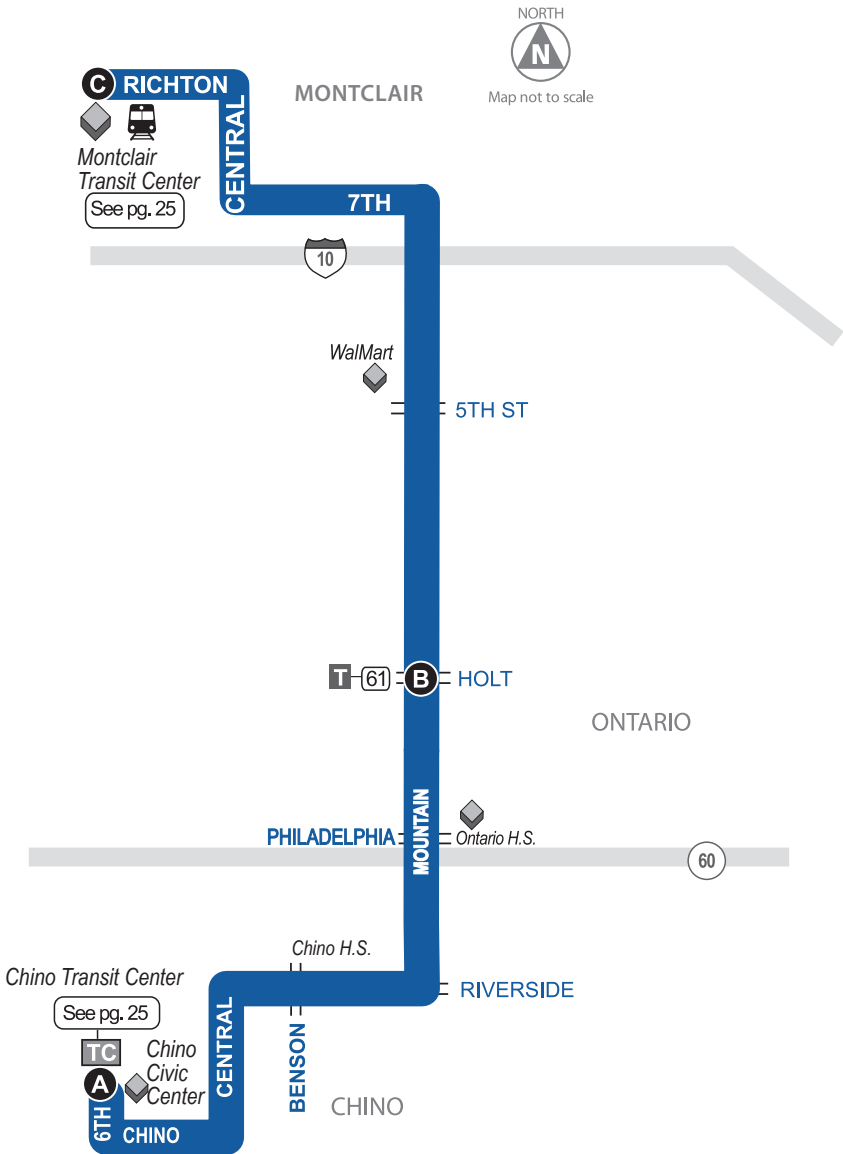 NORTH
N
Map not to scale
C RICHTON
MONTCLAIR
CENTRAL
Montclair
Transit Center
See pg. 25
7TH
10
WalMart
5TH ST
T 61 B HOLT
ONTARIO
MOUNTAIN
PHILADELPHIA
Ontario H.S.
60
Chino H.S.
Chino Transit Center
RIVERSIDE
See pg. 25
CENTRAL
BENSON
TC
Chino
Civic
Center
A
6TH
CHINO
CHINO